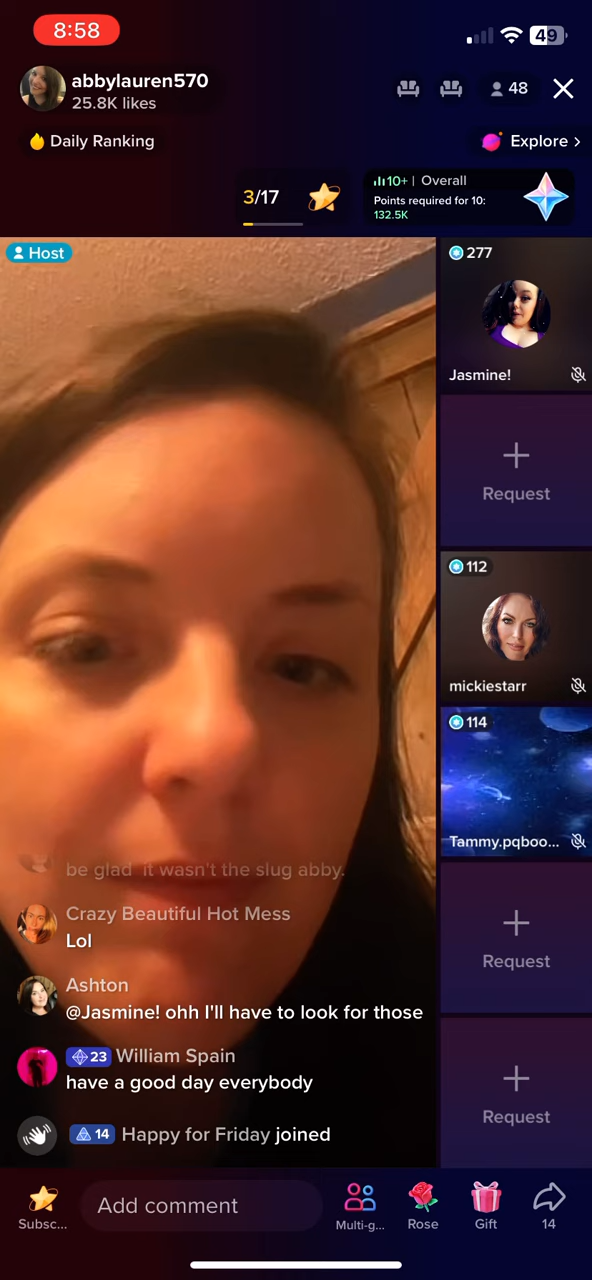 8:58
49
abbylauren570
25.8K likes
48
Daily Ranking
Explore >
3/17
10+ | Overall
Points required for 10:
132.5K
Host
277
Jasmine!
+
Request
112
mickiestarr
114
Tammy.pqboo...
+
Request
+
Request
be glad it wasn't the slug abby.
Crazy Beautiful Hot Mess
Lol
Ashton
@Jasmine! ohh I'll have to look for those
23 William Spain
have a good day everybody
14 Happy for Friday joined
Add comment
Subsc...
Multi-g...
Rose
Gift
14